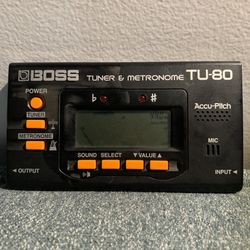 BOSS TUNER & METRONOME TU-80
POWER
♭ ♯
Accu-Pitch
TUNER
METRONOME
MIC
SOUND SELECT ▼ VALUE ▲
OUTPUT
INPUT